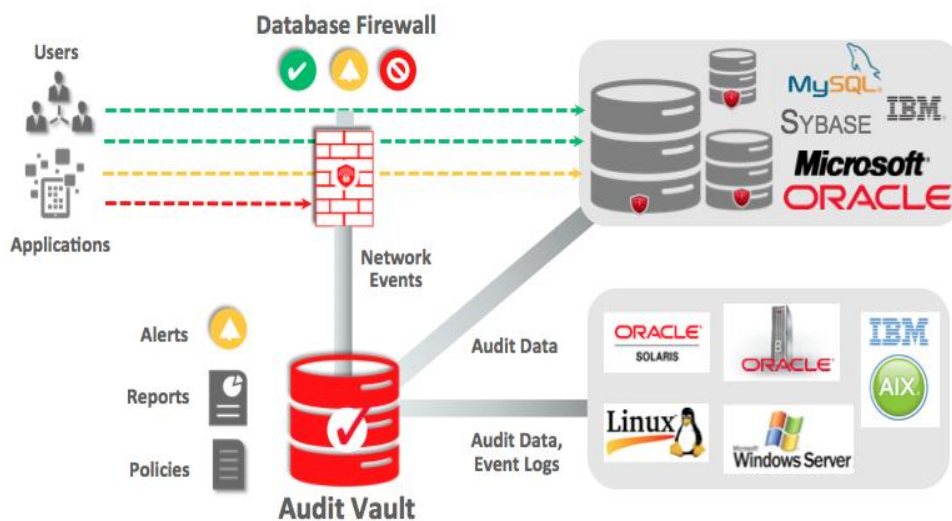 Database Firewall
Users
MySQL®
SYBASE
IBM®
Microsoft®
ORACLE
Applications
Network
Events
Alerts
Audit Data
ORACLE®
SOLARIS
ORACLE
IBM
Reports
AIX
Linux
Microsoft
Windows Server
Audit Data,
Event Logs
Policies
Audit Vault